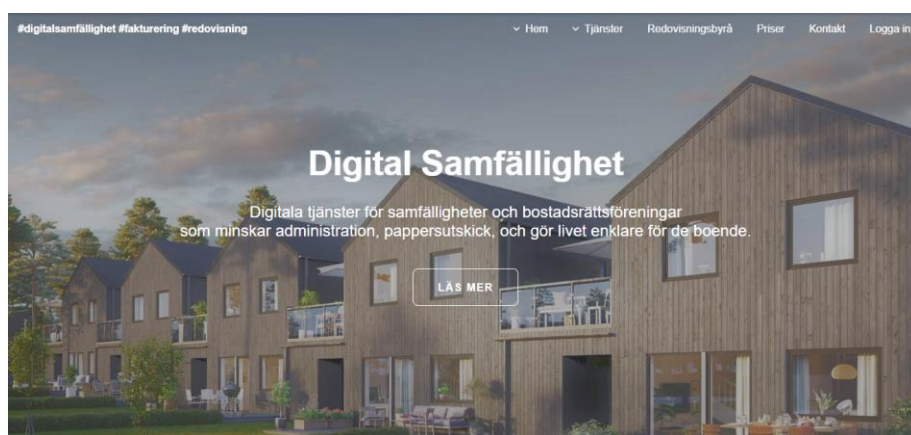 #digitalsamfällighet #fakturering #redovisning
Hem Tjänster Redovisningsbyrå Priser Kontakt Logga in
Digital Samfällighet
Digitala tjänster för samfälligheter och bostadsrättsföreningar
som minskar administration, pappersutskick, och gör livet enklare för de boende.
LÄS MER